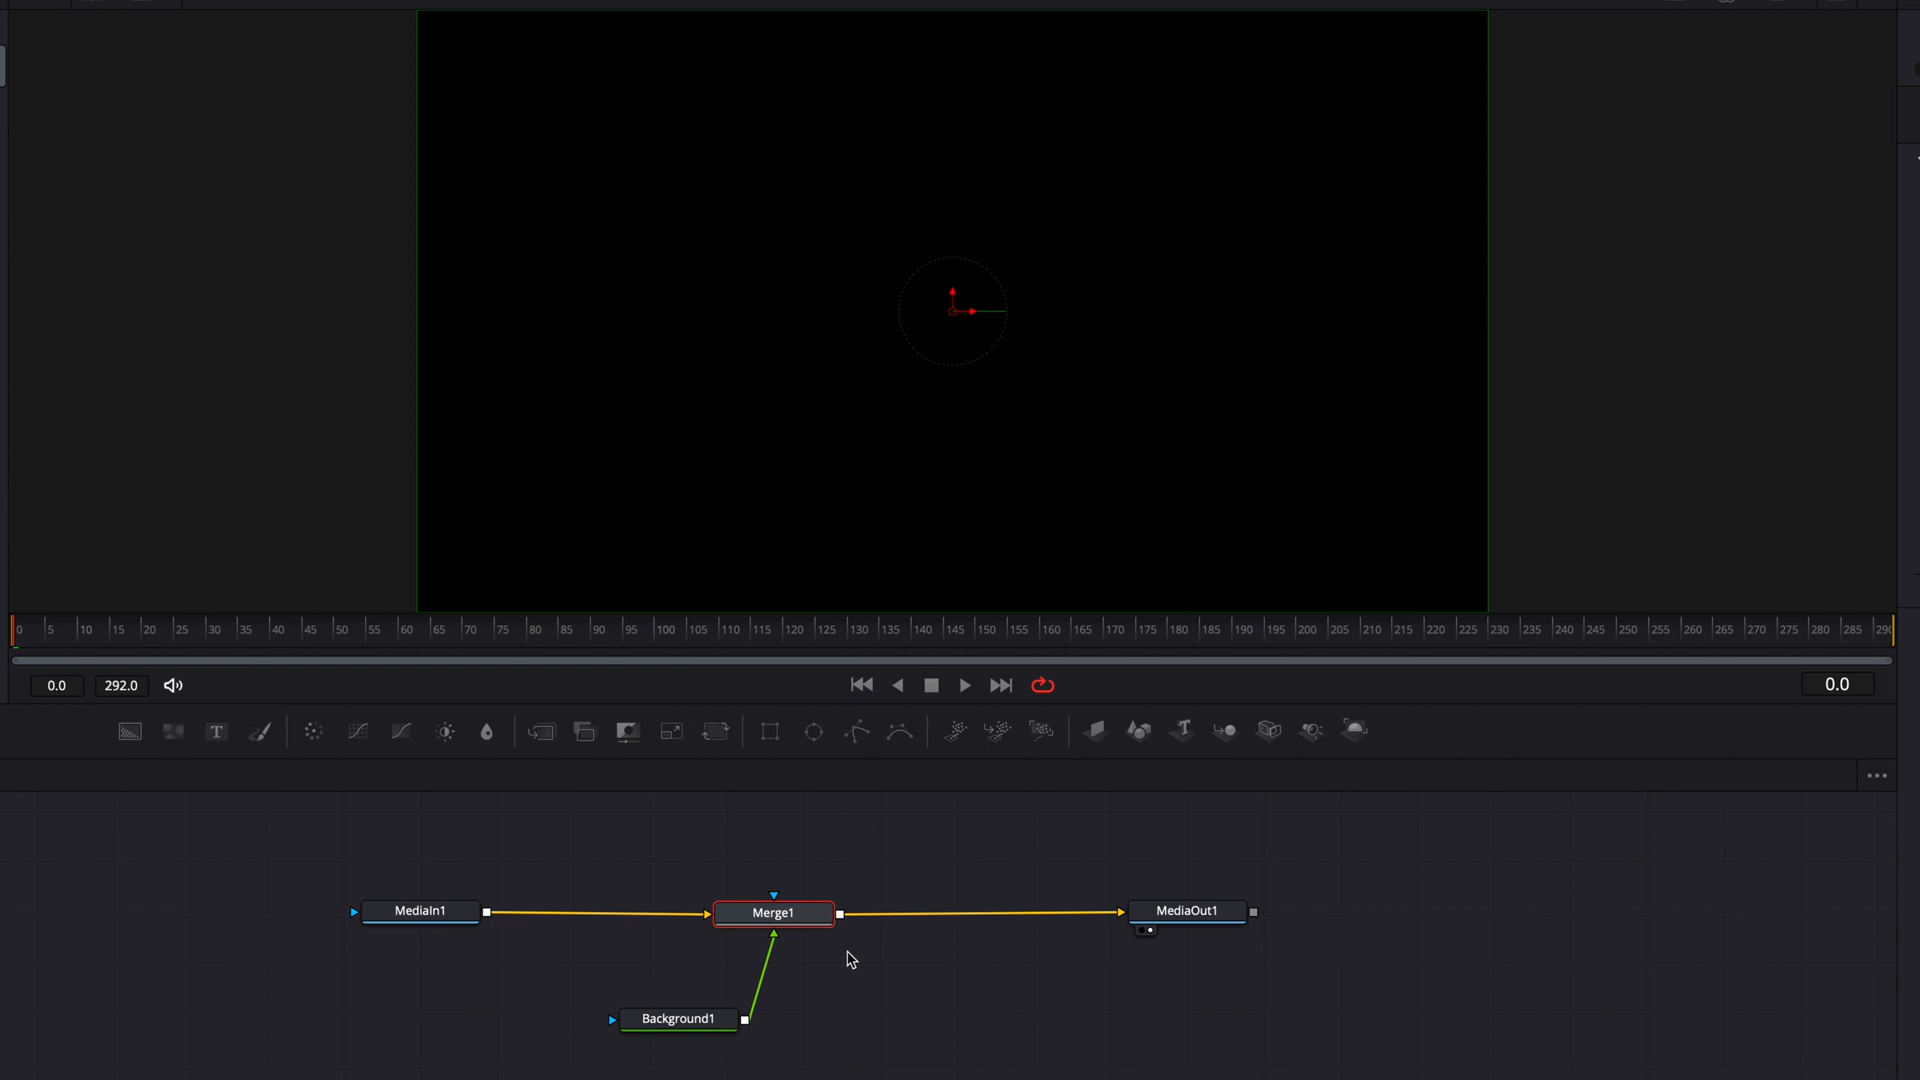 0 5 10 15 20 25 30 35 40 45 50 55 60 65 70 75 80 85 90 95 100 105 110 115 120 125 130 135 140 145 150 155 160 165 170 175 180 185 190 195 200 205 210 215 220 225 230 235 240 245 250 255 260 265 270 275 280 285 290
0.0 292.0 0.0
T
MediaIn1 Merge1 MediaOut1
Background1